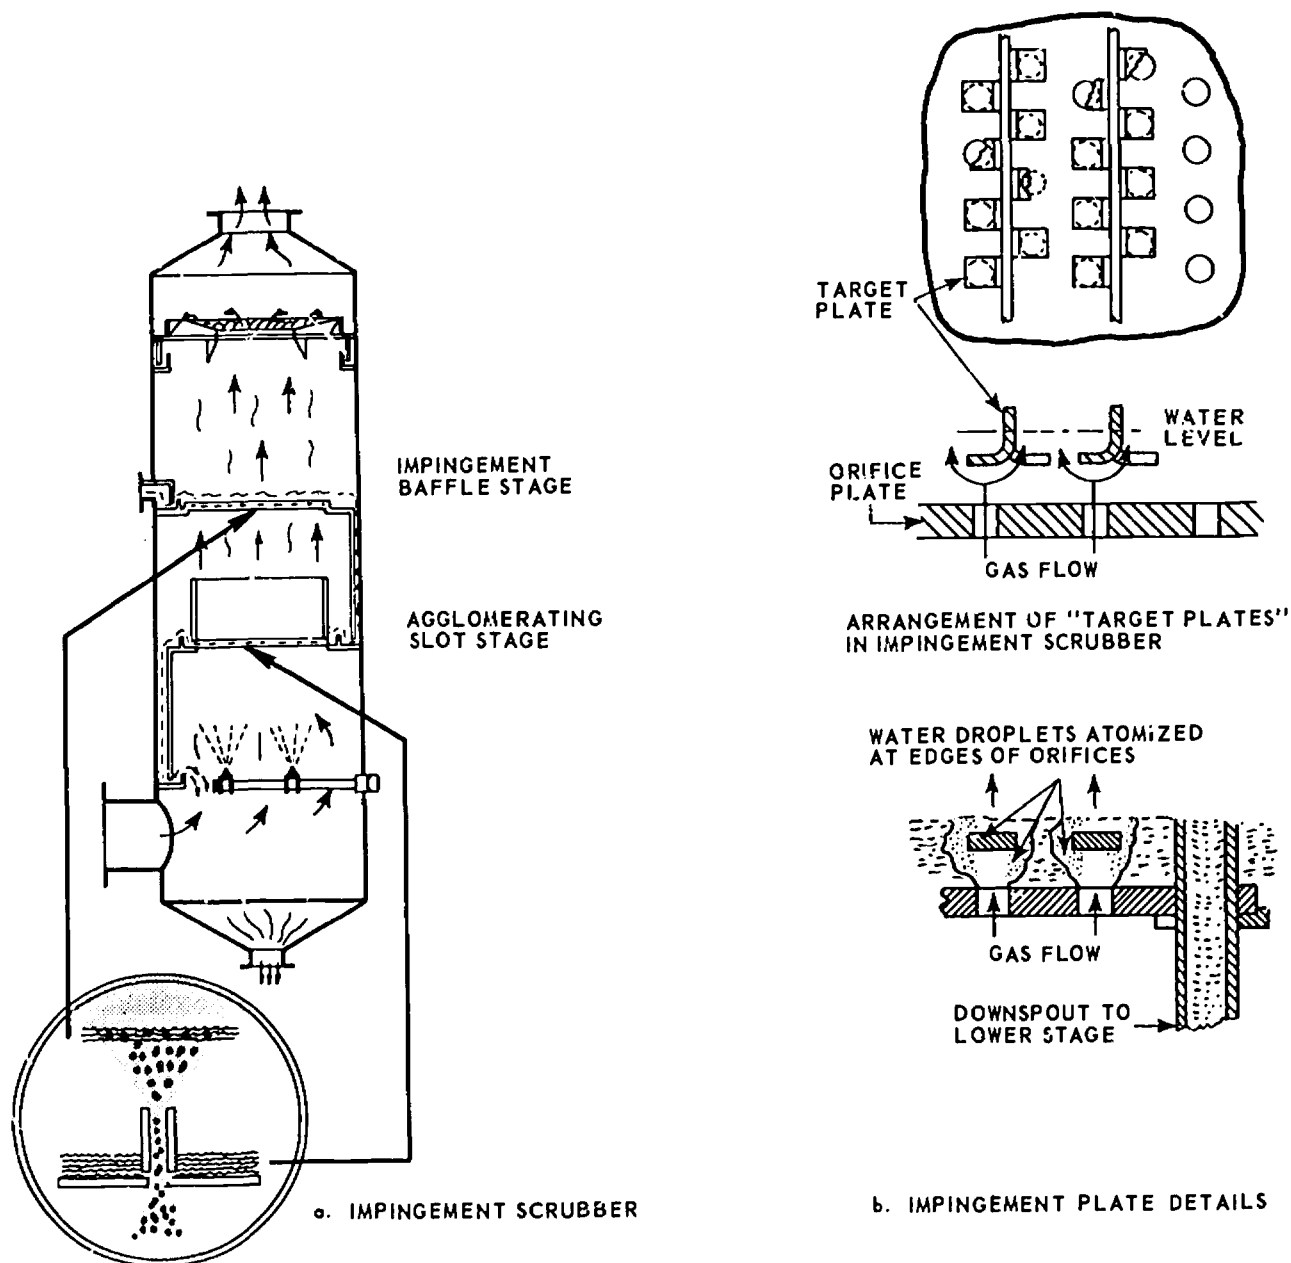 IMPINGEMENT
BAFFLE STAGE
AGGLOMERATING
SLOT STAGE
a. IMPINGEMENT SCRUBBER
TARGET
PLATE
WATER
LEVEL
ORIFICE
PLATE
GAS FLOW
ARRANGEMENT OF "TARGET PLATES"
IN IMPINGEMENT SCRUBBER
WATER DROPLETS ATOMIZED
AT EDGES OF ORIFICES
GAS FLOW
DOWNSPOUT TO
LOWER STAGE
b. IMPINGEMENT PLATE DETAILS